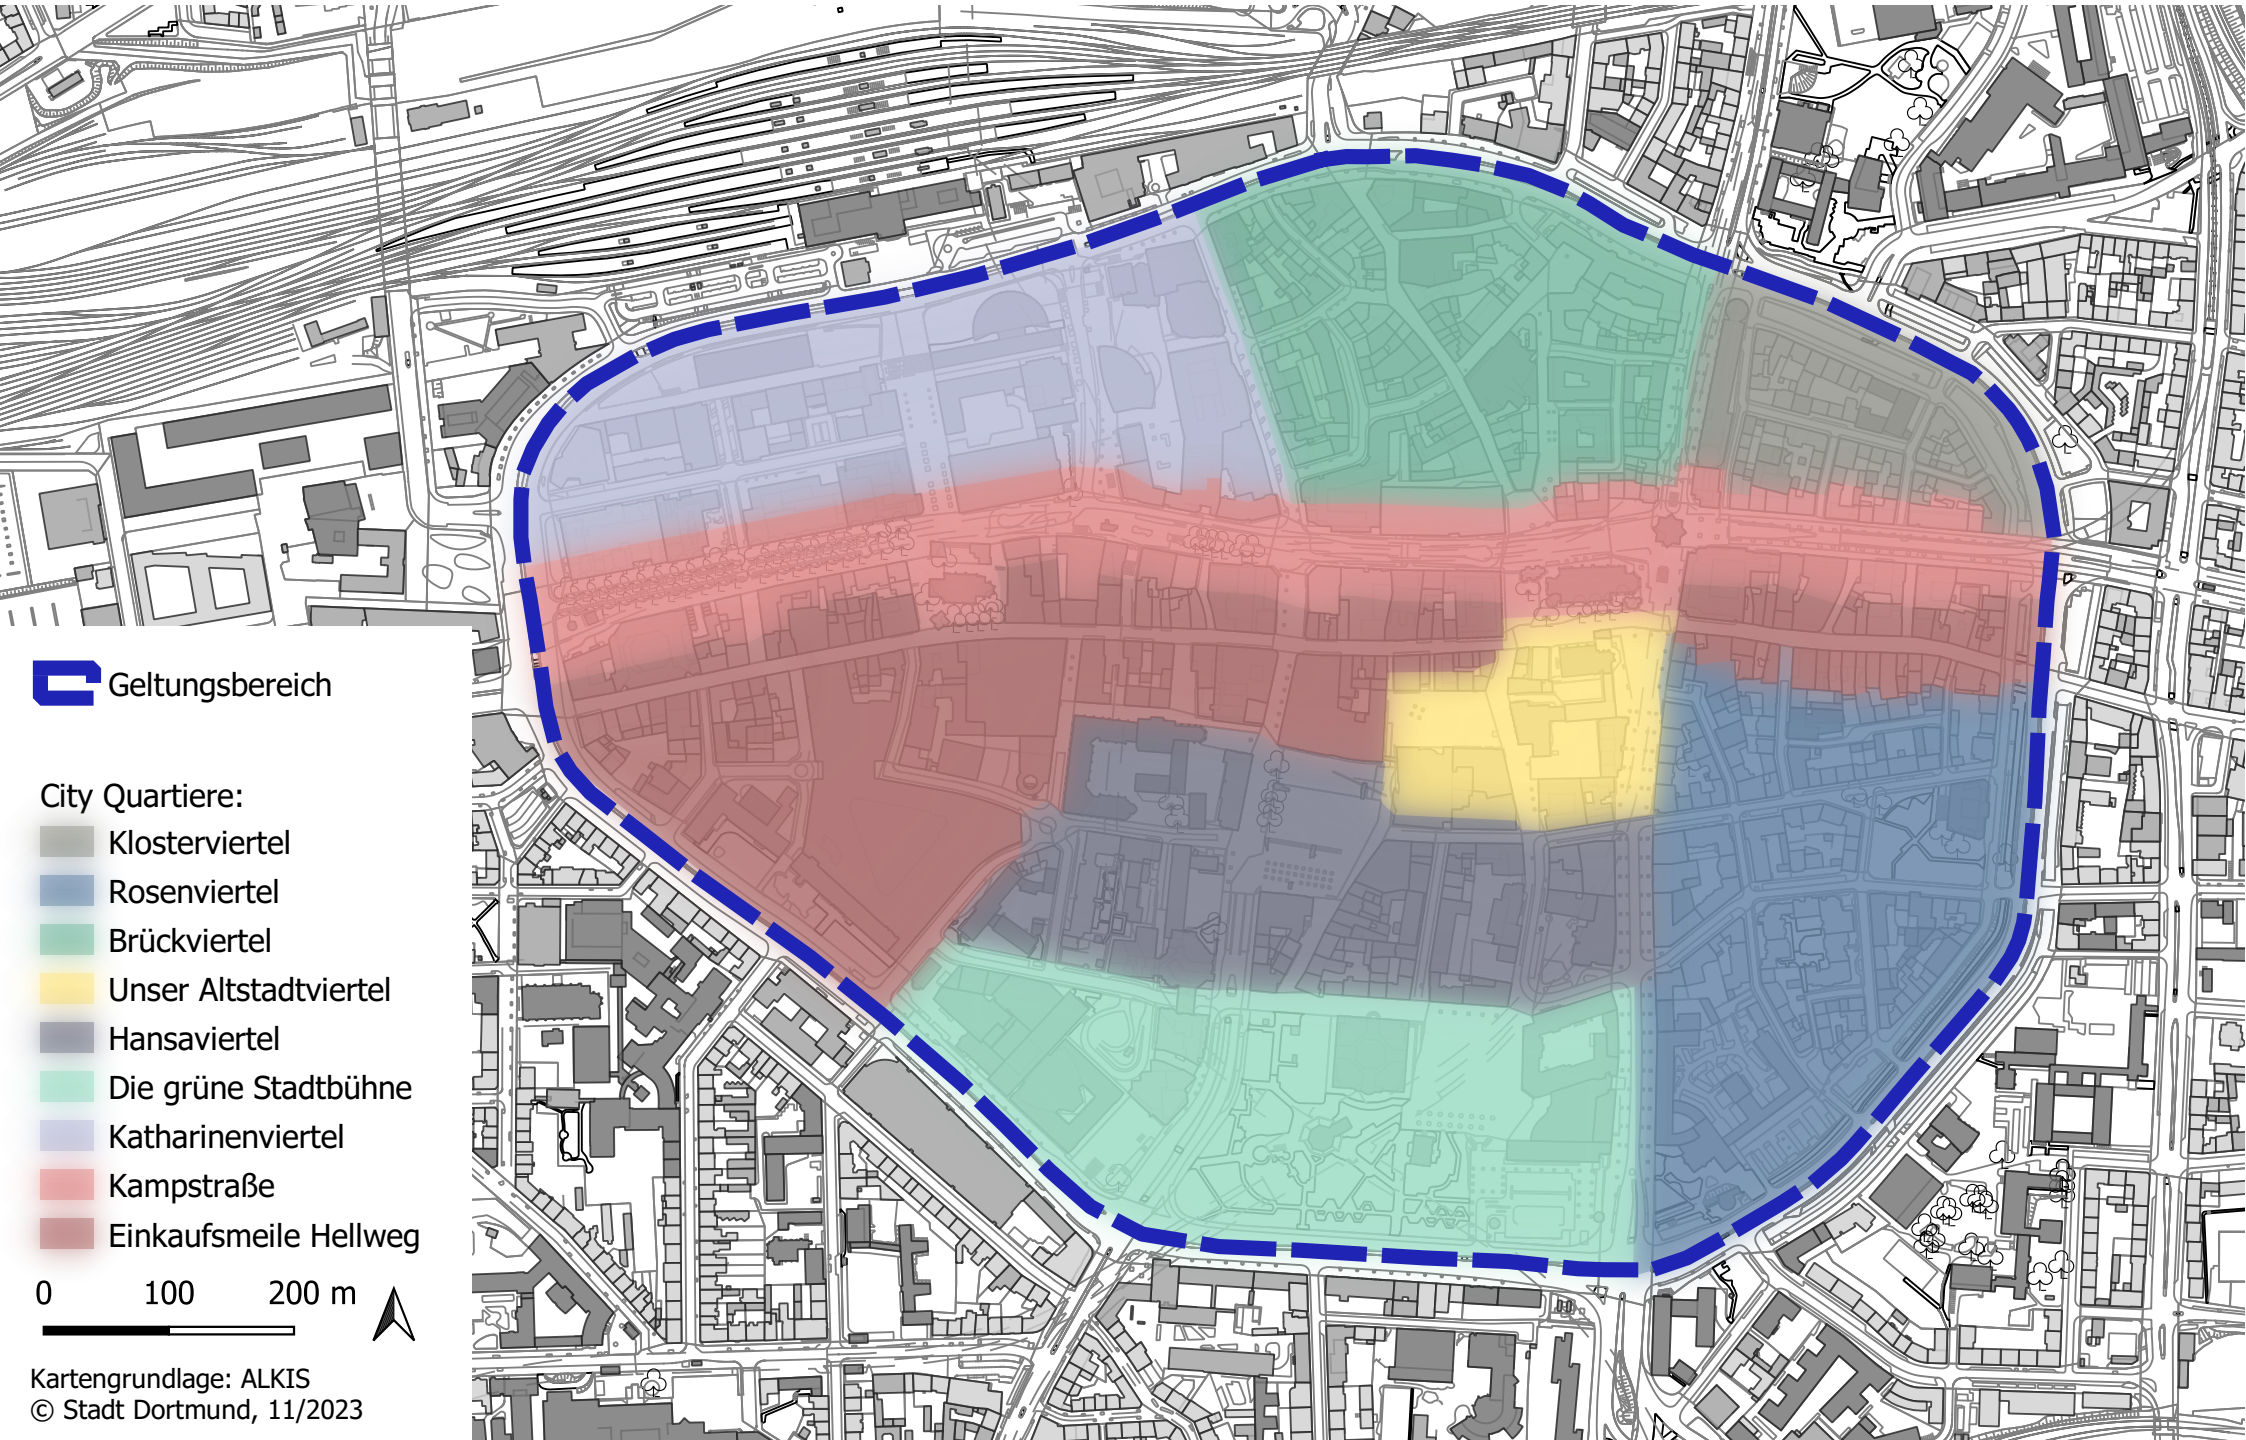 Geltungsbereich
City Quartiere:
Klosterviertel
Rosenviertel
Brückviertel
Unser Altstadtviertel
Hansaviertel
Die grüne Stadtbühne
Katharinenviertel
Kampstraße
Einkaufsmeile Hellweg
0 100 200 m
Kartengrundlage: ALKIS
© Stadt Dortmund, 11/2023